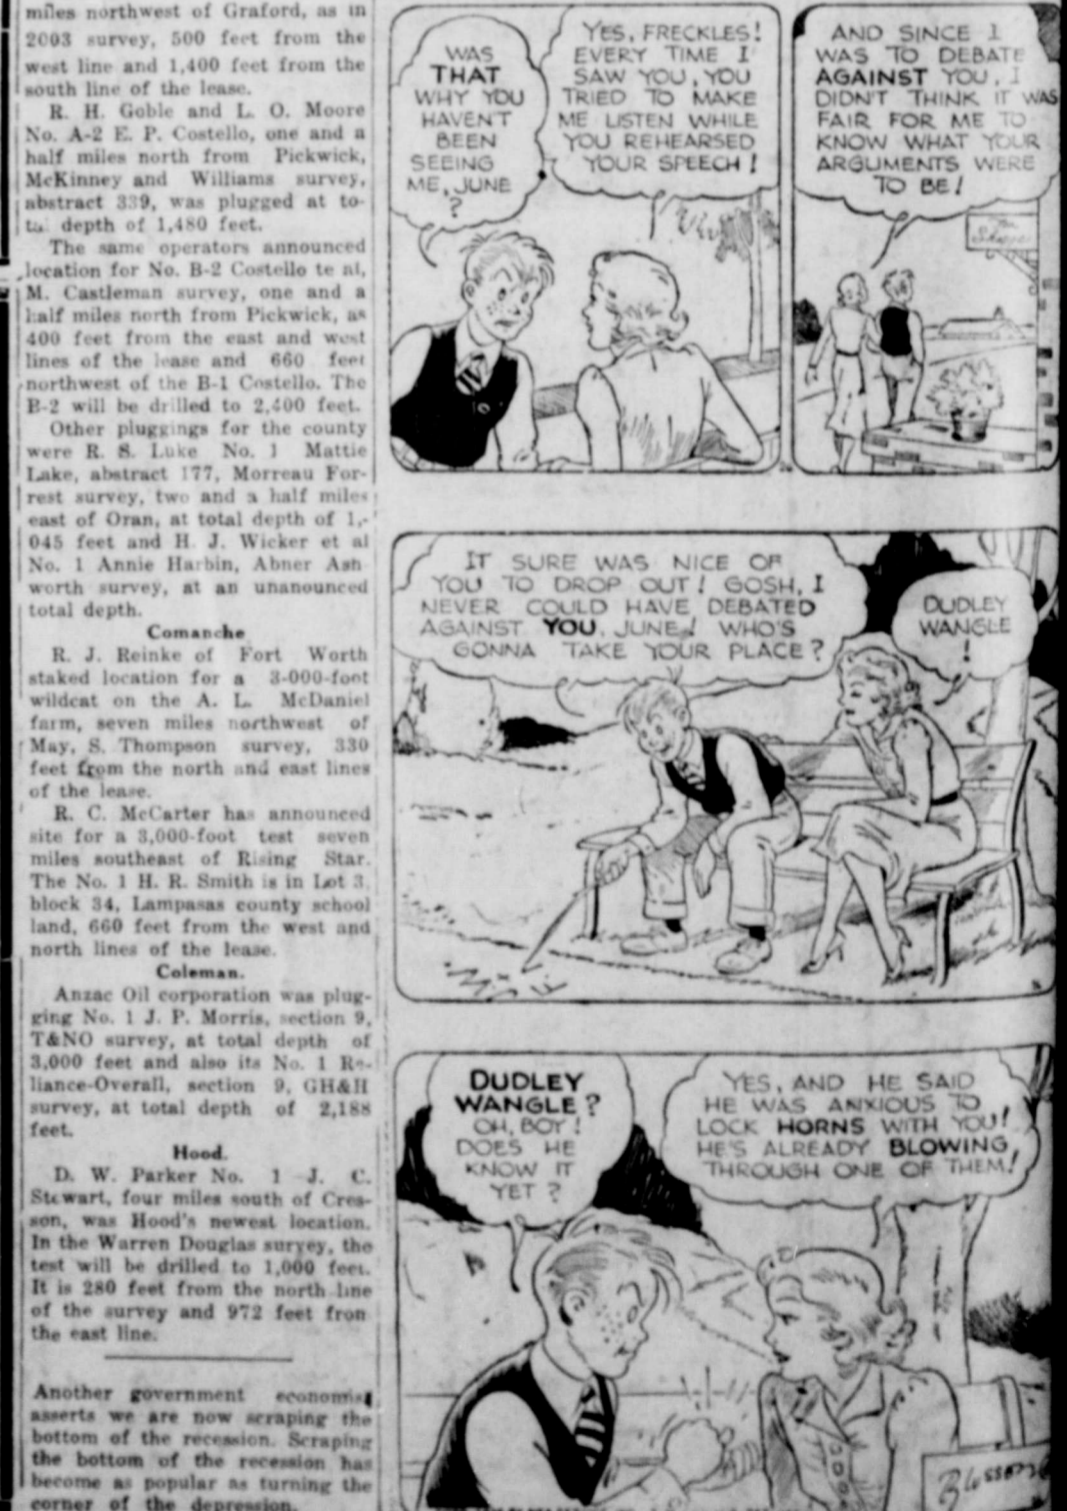 miles northwest of Graford, as in
2003 survey, 500 feet from the
west line and 1,400 feet from the
south line of the lease.
R. H. Goble and L. O. Moore
No. A-2 E. P. Costello, one and a
half miles north from Pickwick,
McKinney and Williams survey,
abstract 339, was plugged at to-
tal depth of 1,480 feet.
The same operators announced
location for No. B-2 Costello te al,
M. Castleman survey, one and a
half miles north from Pickwick, as
400 feet from the east and west
lines of the lease and 660 feet
northwest of the B-1 Costello. The
B-2 will be drilled to 2,400 feet.
Other pluggings for the county
were R. S. Luke No. 1 Mattie
Lake, abstract 177, Morreau For-
rest survey, two and a half miles
east of Oran, at total depth of 1,-
045 feet and H. J. Wicker et al
No. 1 Annie Harbin, Abner Ash
worth survey, at an unannounced
total depth.
Comanche
R. J. Reinke of Fort Worth
staked location for a 3-000-foot
wildcat on the A. L. McDaniel
farm, seven miles northwest of
May, S. Thompson survey, 330
feet from the north and east lines
of the lease.
R. C. McCarter has announced
site for a 3,000-foot test seven
miles southeast of Rising Star.
The No. 1 H. R. Smith is in Lot 3,
block 34, Lampasas county school
land, 660 feet from the west and
north lines of the lease.
Coleman.
Anzac Oil corporation was plug-
ging No. 1 J. P. Morris, section 9,
T&NO survey, at total depth of
3,000 feet and also its No. 1 Re-
liance-Overall, section 9, GH&H
survey, at total depth of 2,188
feet.
Hood.
D. W. Parker No. 1 J. C.
Stewart, four miles south of Cres-
son, was Hood's newest location.
In the Warren Douglas survey, the
test will be drilled to 1,000 feet.
It is 280 feet from the north line
of the survey and 972 feet fron
the east line.
Another government economist
asserts we are now scraping the
bottom of the recession. Scraping
the bottom of the recession has
become as popular as turning the
corner of the depression.
WAS
THAT
WHY YOU
HAVEN'T
BEEN
SEEING
ME, JUNE
?
YES, FRECKLES!
EVERY TIME I
SAW YOU, YOU
TRIED TO MAKE
ME LISTEN WHILE
YOU REHEARSED
YOUR SPEECH!
AND SINCE I
WAS TO DEBATE
AGAINST YOU, I
DIDN'T THINK IT WAS
FAIR FOR ME TO
KNOW WHAT YOUR
ARGUMENTS WERE
TO BE!
IT SURE WAS NICE OF
YOU TO DROP OUT! GOSH, I
NEVER COULD HAVE DEBATED
AGAINST YOU, JUNE! WHO'S
GONNA TAKE YOUR PLACE?
DUDLEY
WANGLE
!
DUDLEY
WANGLE?
OH, BOY!
DOES HE
KNOW IT
YET?
YES, AND HE SAID
HE WAS ANXIOUS TO
LOCK HORNS WITH YOU!
HE'S ALREADY BLOWING
THROUGH ONE OF THEM!